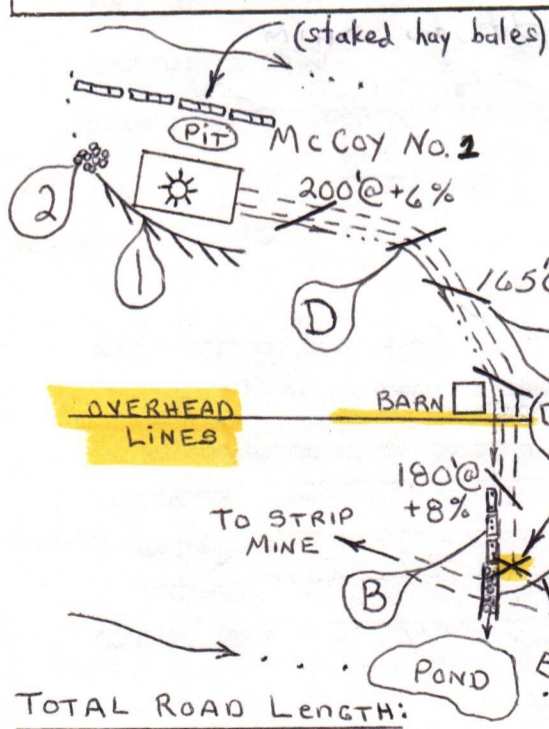 (staked hay bales)
PIT
McCoy No. 1
200'@+6%
2
1
D
OVERHEAD
LINES
BARN
180'@
+8%
TO STRIP
MINE
B
POND
TOTAL ROAD LENGTH: